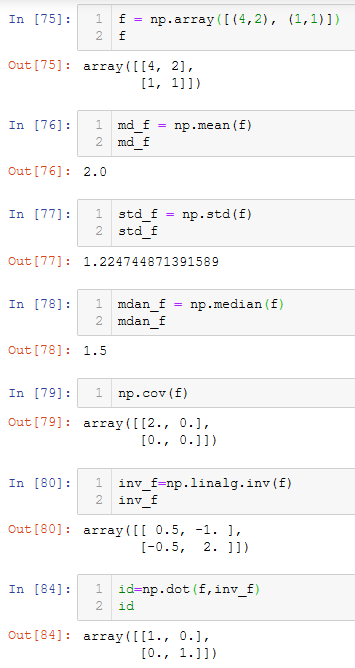 In [75]: 1 f = np.array([(4,2), (1,1)])
2 f
Out[75]: array([[4, 2],
[1, 1]])
In [76]: 1 md_f = np.mean(f)
2 md_f
Out[76]: 2.0
In [77]: 1 std_f = np.std(f)
2 std_f
Out[77]: 1.224744871391589
In [78]: 1 mdan_f = np.median(f)
2 mdan_f
Out[78]: 1.5
In [79]: 1 np.cov(f)
Out[79]: array([[2., 0.],
[0., 0.]])
In [80]: 1 inv_f=np.linalg.inv(f)
2 inv_f
Out[80]: array([[ 0.5, -1. ],
[-0.5,  2. ]])
In [84]: 1 id=np.dot(f,inv_f)
2 id
Out[84]: array([[1., 0.],
[0., 1.]])